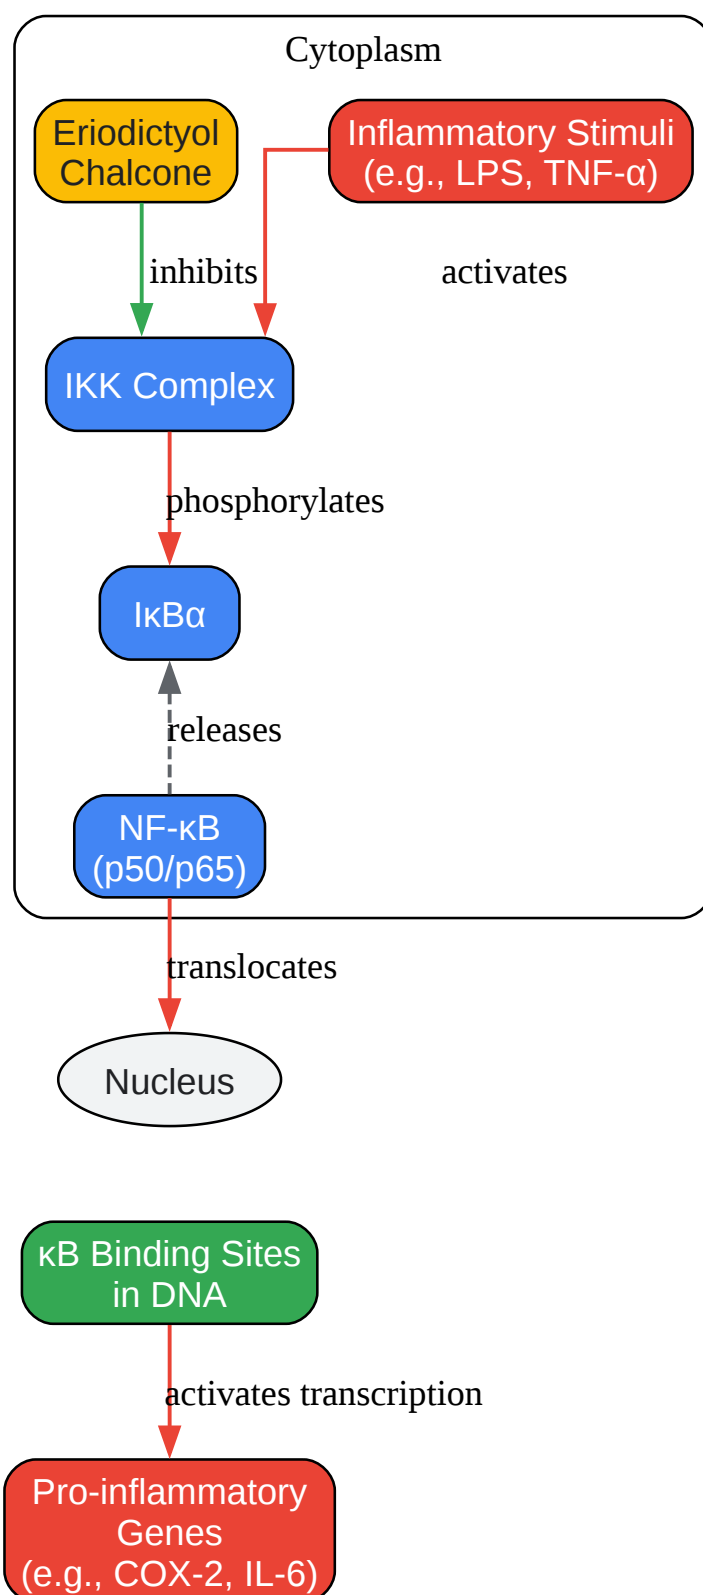 Cytoplasm
Eriodictyol
Chalcone
Inflammatory Stimuli
(e.g., LPS, TNF-α)
inhibits
activates
IKK Complex
phosphorylates
IκBα
releases
NF-κB
(p50/p65)
translocates
Nucleus
κB Binding Sites
in DNA
activates transcription
Pro-inflammatory
Genes
(e.g., COX-2, IL-6)